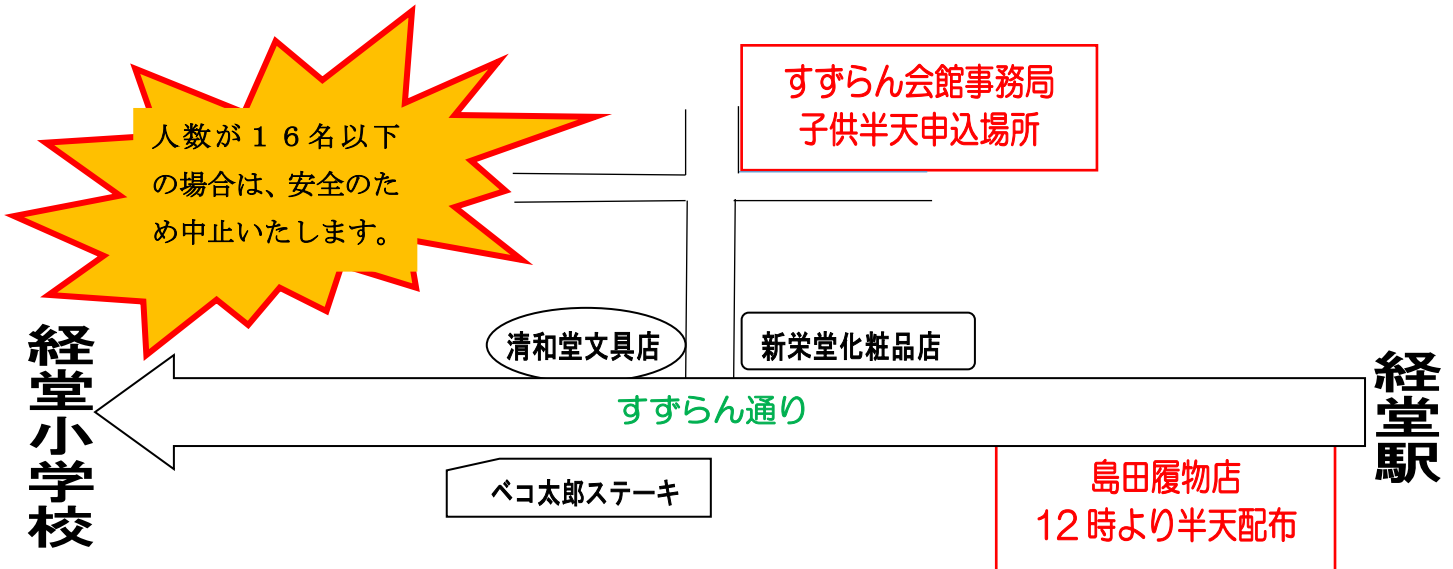 人数が１６名以下
の場合は、安全のた
め中止いたします。
すずらん会館事務局
子供半天申込場所
経堂小学校
清和堂文具店
新栄堂化粧品店
経堂駅
すずらん通り
ベコ太郎ステーキ
島田履物店
12時より半天配布